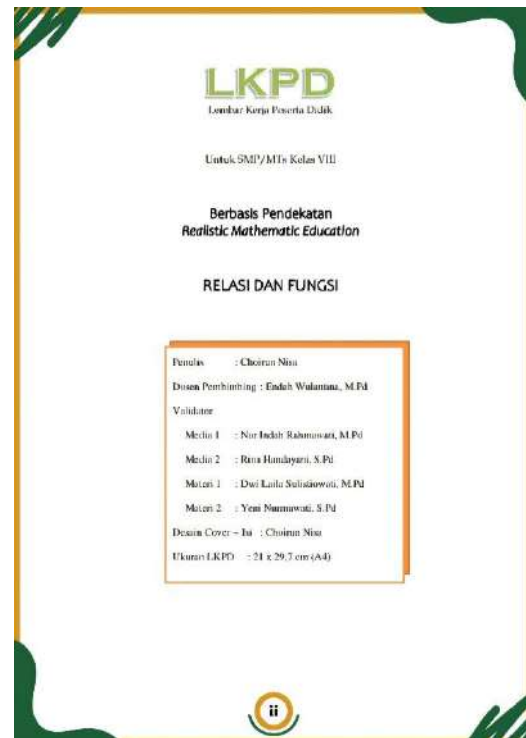 LKPD
Lembar Kerja Peserta Didik
Untuk SMP/MTs Kelas VIII
Berbasis Pendekatan
Realistic Mathematic Education
RELASI DAN FUNGSI
Penulis : Choirun Nisa
Dosen Pembimbing : Endah Wulantina, M.Pd
Validator
Media 1 : Nur Indah Rahmawati, M.Pd
Media 2 : Rina Handayani, S.Pd
Materi 1 : Dwi Laila Sulistiowati, M.Pd
Materi 2 : Yeni Nurmawati, S.Pd
Desain Cover – Isi : Choirun Nisa
Ukuran LKPD : 21 x 29,7 cm (A4)
ii